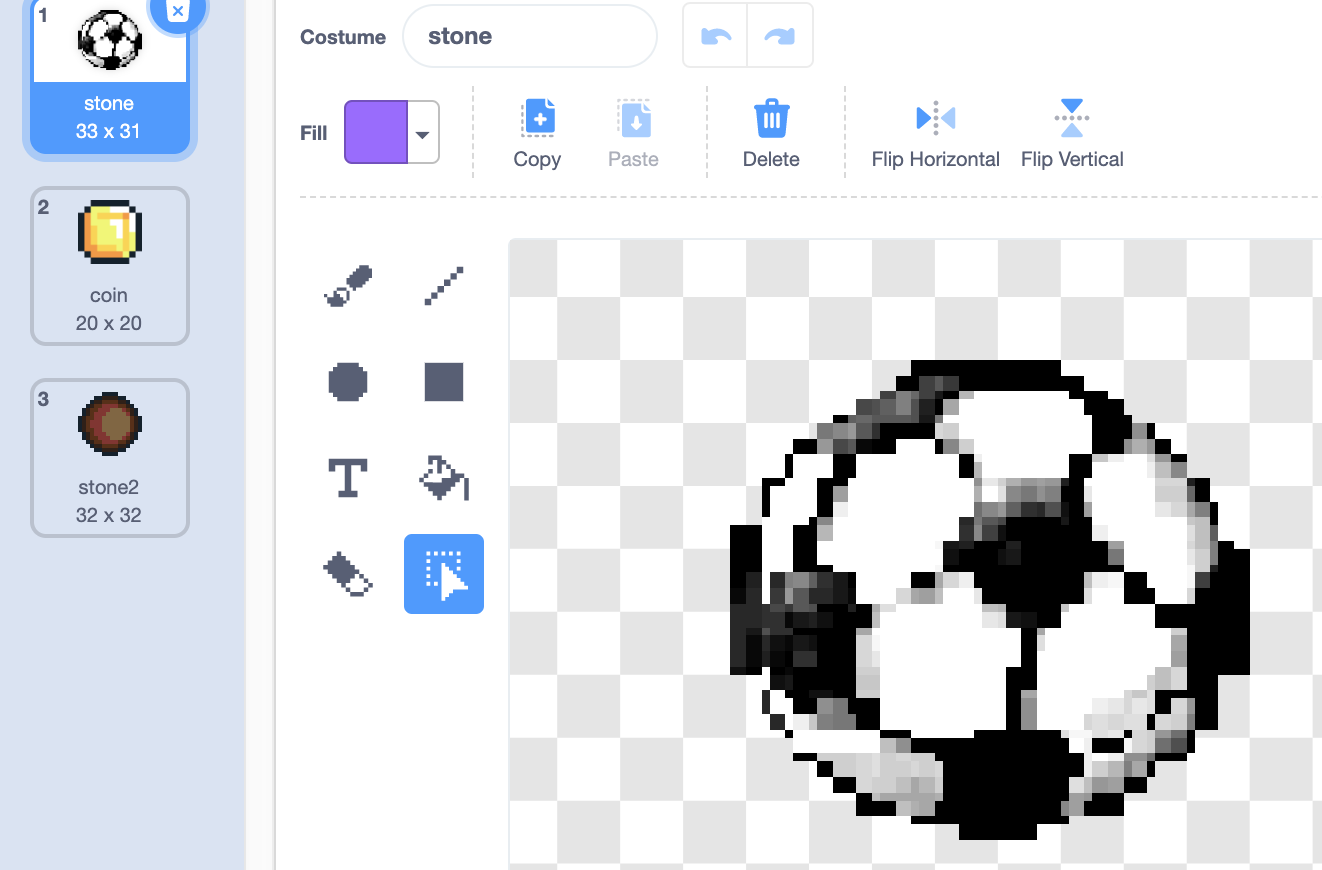 1
stone
33 x 31
2
coin
20 x 20
3
stone2
32 x 32
Costume
stone
Fill
Copy
Paste
Delete
Flip Horizontal
Flip Vertical
T